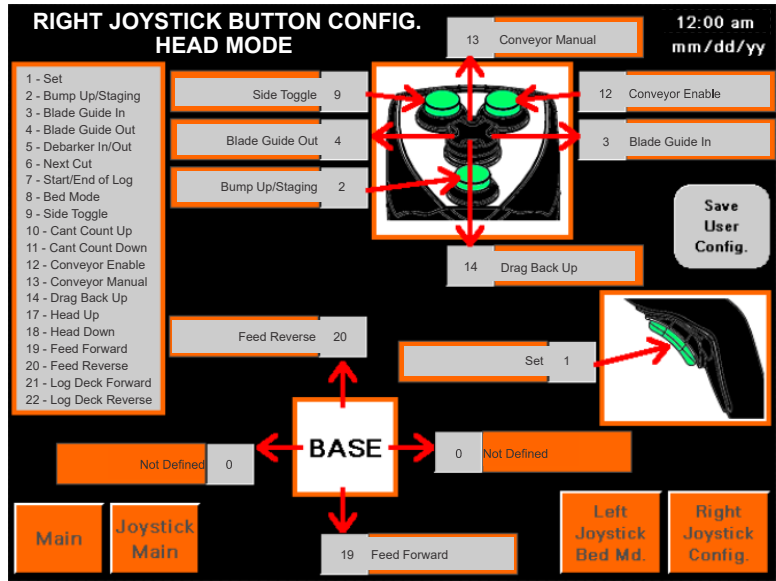 RIGHT JOYSTICK BUTTON CONFIG.
HEAD MODE
12:00 am
mm/dd/yy
13 Conveyor Manual
1 - Set
2 - Bump Up/Staging
3 - Blade Guide In
4 - Blade Guide Out
5 - Debarker In/Out
6 - Next Cut
7 - Start/End of Log
8 - Bed Mode
9 - Side Toggle
10 - Cant Count Up
11 - Cant Count Down
12 - Conveyor Enable
13 - Conveyor Manual
14 - Drag Back Up
17 - Head Up
18 - Head Down
19 - Feed Forward
20 - Feed Reverse
21 - Log Deck Forward
22 - Log Deck Reverse
Side Toggle 9
12 Conveyor Enable
Blade Guide Out 4
3 Blade Guide In
Bump Up/Staging 2
Save
User
Config.
14 Drag Back Up
Feed Reverse 20
Set 1
BASE
Not Defined 0
0 Not Defined
19 Feed Forward
Main
Joystick
Main
Left
Joystick
Bed Md.
Right
Joystick
Config.